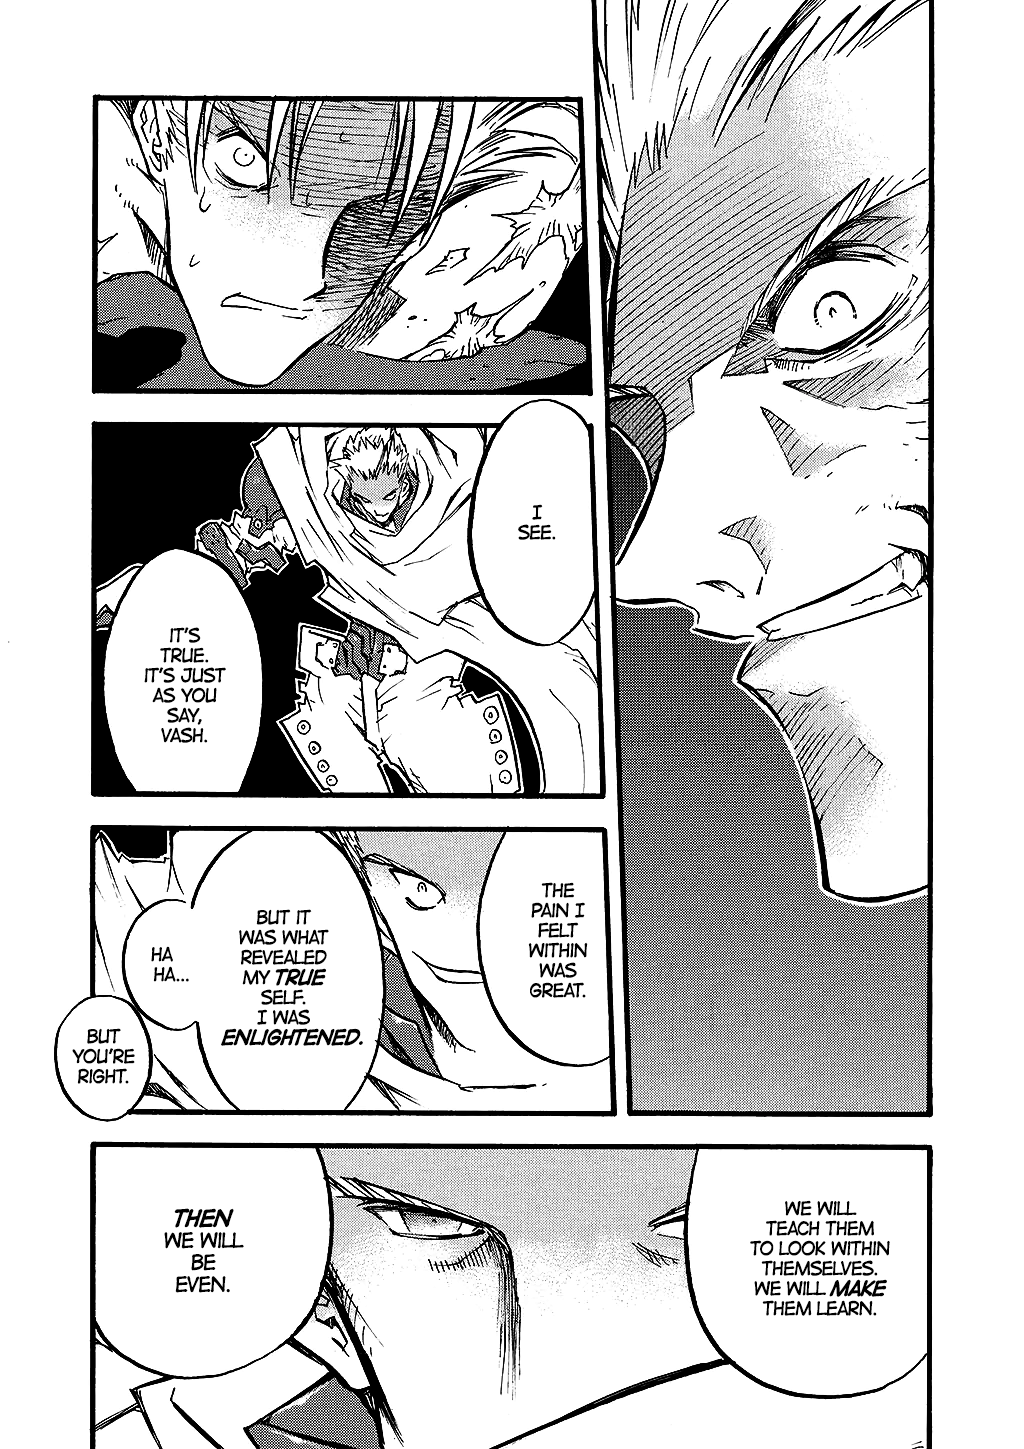 I
SEE.
IT'S
TRUE.
IT'S JUST
AS YOU
SAY,
VASH.
THE
PAIN I
FELT
WITHIN
WAS
GREAT.
BUT IT
WAS WHAT
REVEALED
MY TRUE
SELF.
I WAS
ENLIGHTENED.
HA
HA...
BUT
YOU'RE
RIGHT.
WE WILL
TEACH THEM
TO LOOK WITHIN
THEMSELVES.
WE WILL MAKE
THEM LEARN.
THEN
WE WILL
BE
EVEN.